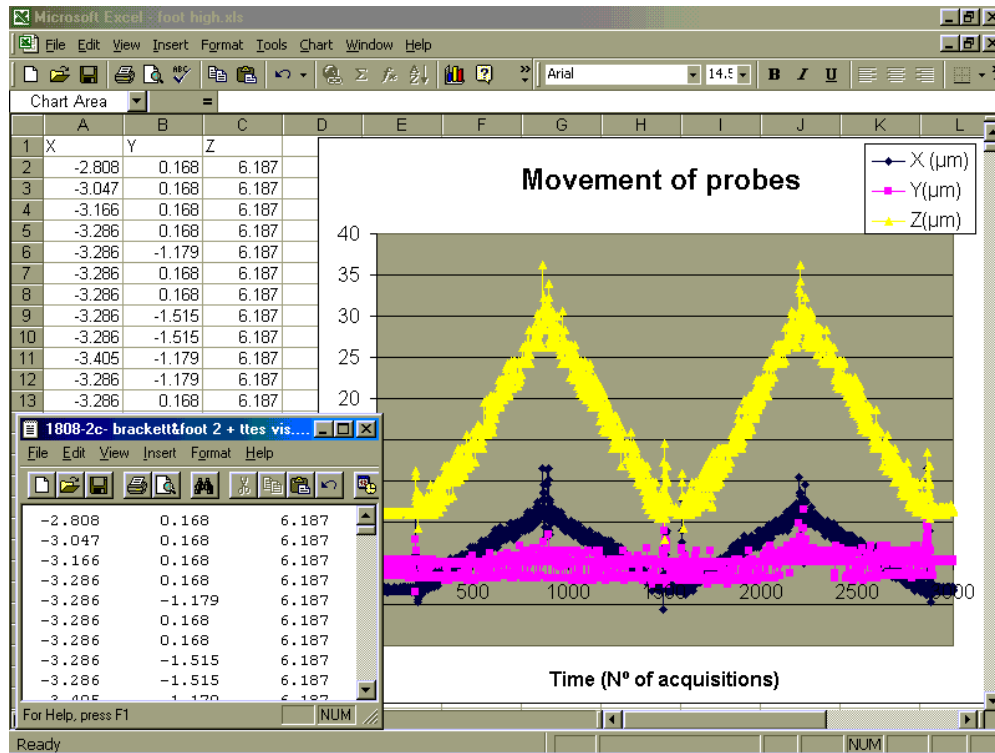 Microsoft Excel - foot high.xls
File Edit View Insert Format Tools Chart Window Help
Arial 14.5 B I U
Chart Area =
A B C D E F G H I J K L
1 X Y Z
2 -2.808 0.168 6.187
3 -3.047 0.168 6.187
4 -3.166 0.168 6.187
5 -3.286 0.168 6.187
6 -3.286 -1.179 6.187
7 -3.286 0.168 6.187
8 -3.286 0.168 6.187
9 -3.286 -1.515 6.187
10 -3.286 -1.515 6.187
11 -3.405 -1.179 6.187
12 -3.286 -1.179 6.187
13 -3.286 0.168 6.187
Movement of probes
X (µm)
Y(µm)
Z(µm)
40
35
30
25
20
500 1000 1500 2000 2500 3000
Time (Nº of acquisitions)
1808-2c- brackett&foot 2 + ttes vis....
File Edit View Insert Format Help
-2.808 0.168 6.187
-3.047 0.168 6.187
-3.166 0.168 6.187
-3.286 0.168 6.187
-3.286 -1.179 6.187
-3.286 0.168 6.187
-3.286 0.168 6.187
-3.286 -1.515 6.187
-3.286 -1.515 6.187
-3.405 -1.179 6.187
For Help, press F1 NUM
Ready NUM